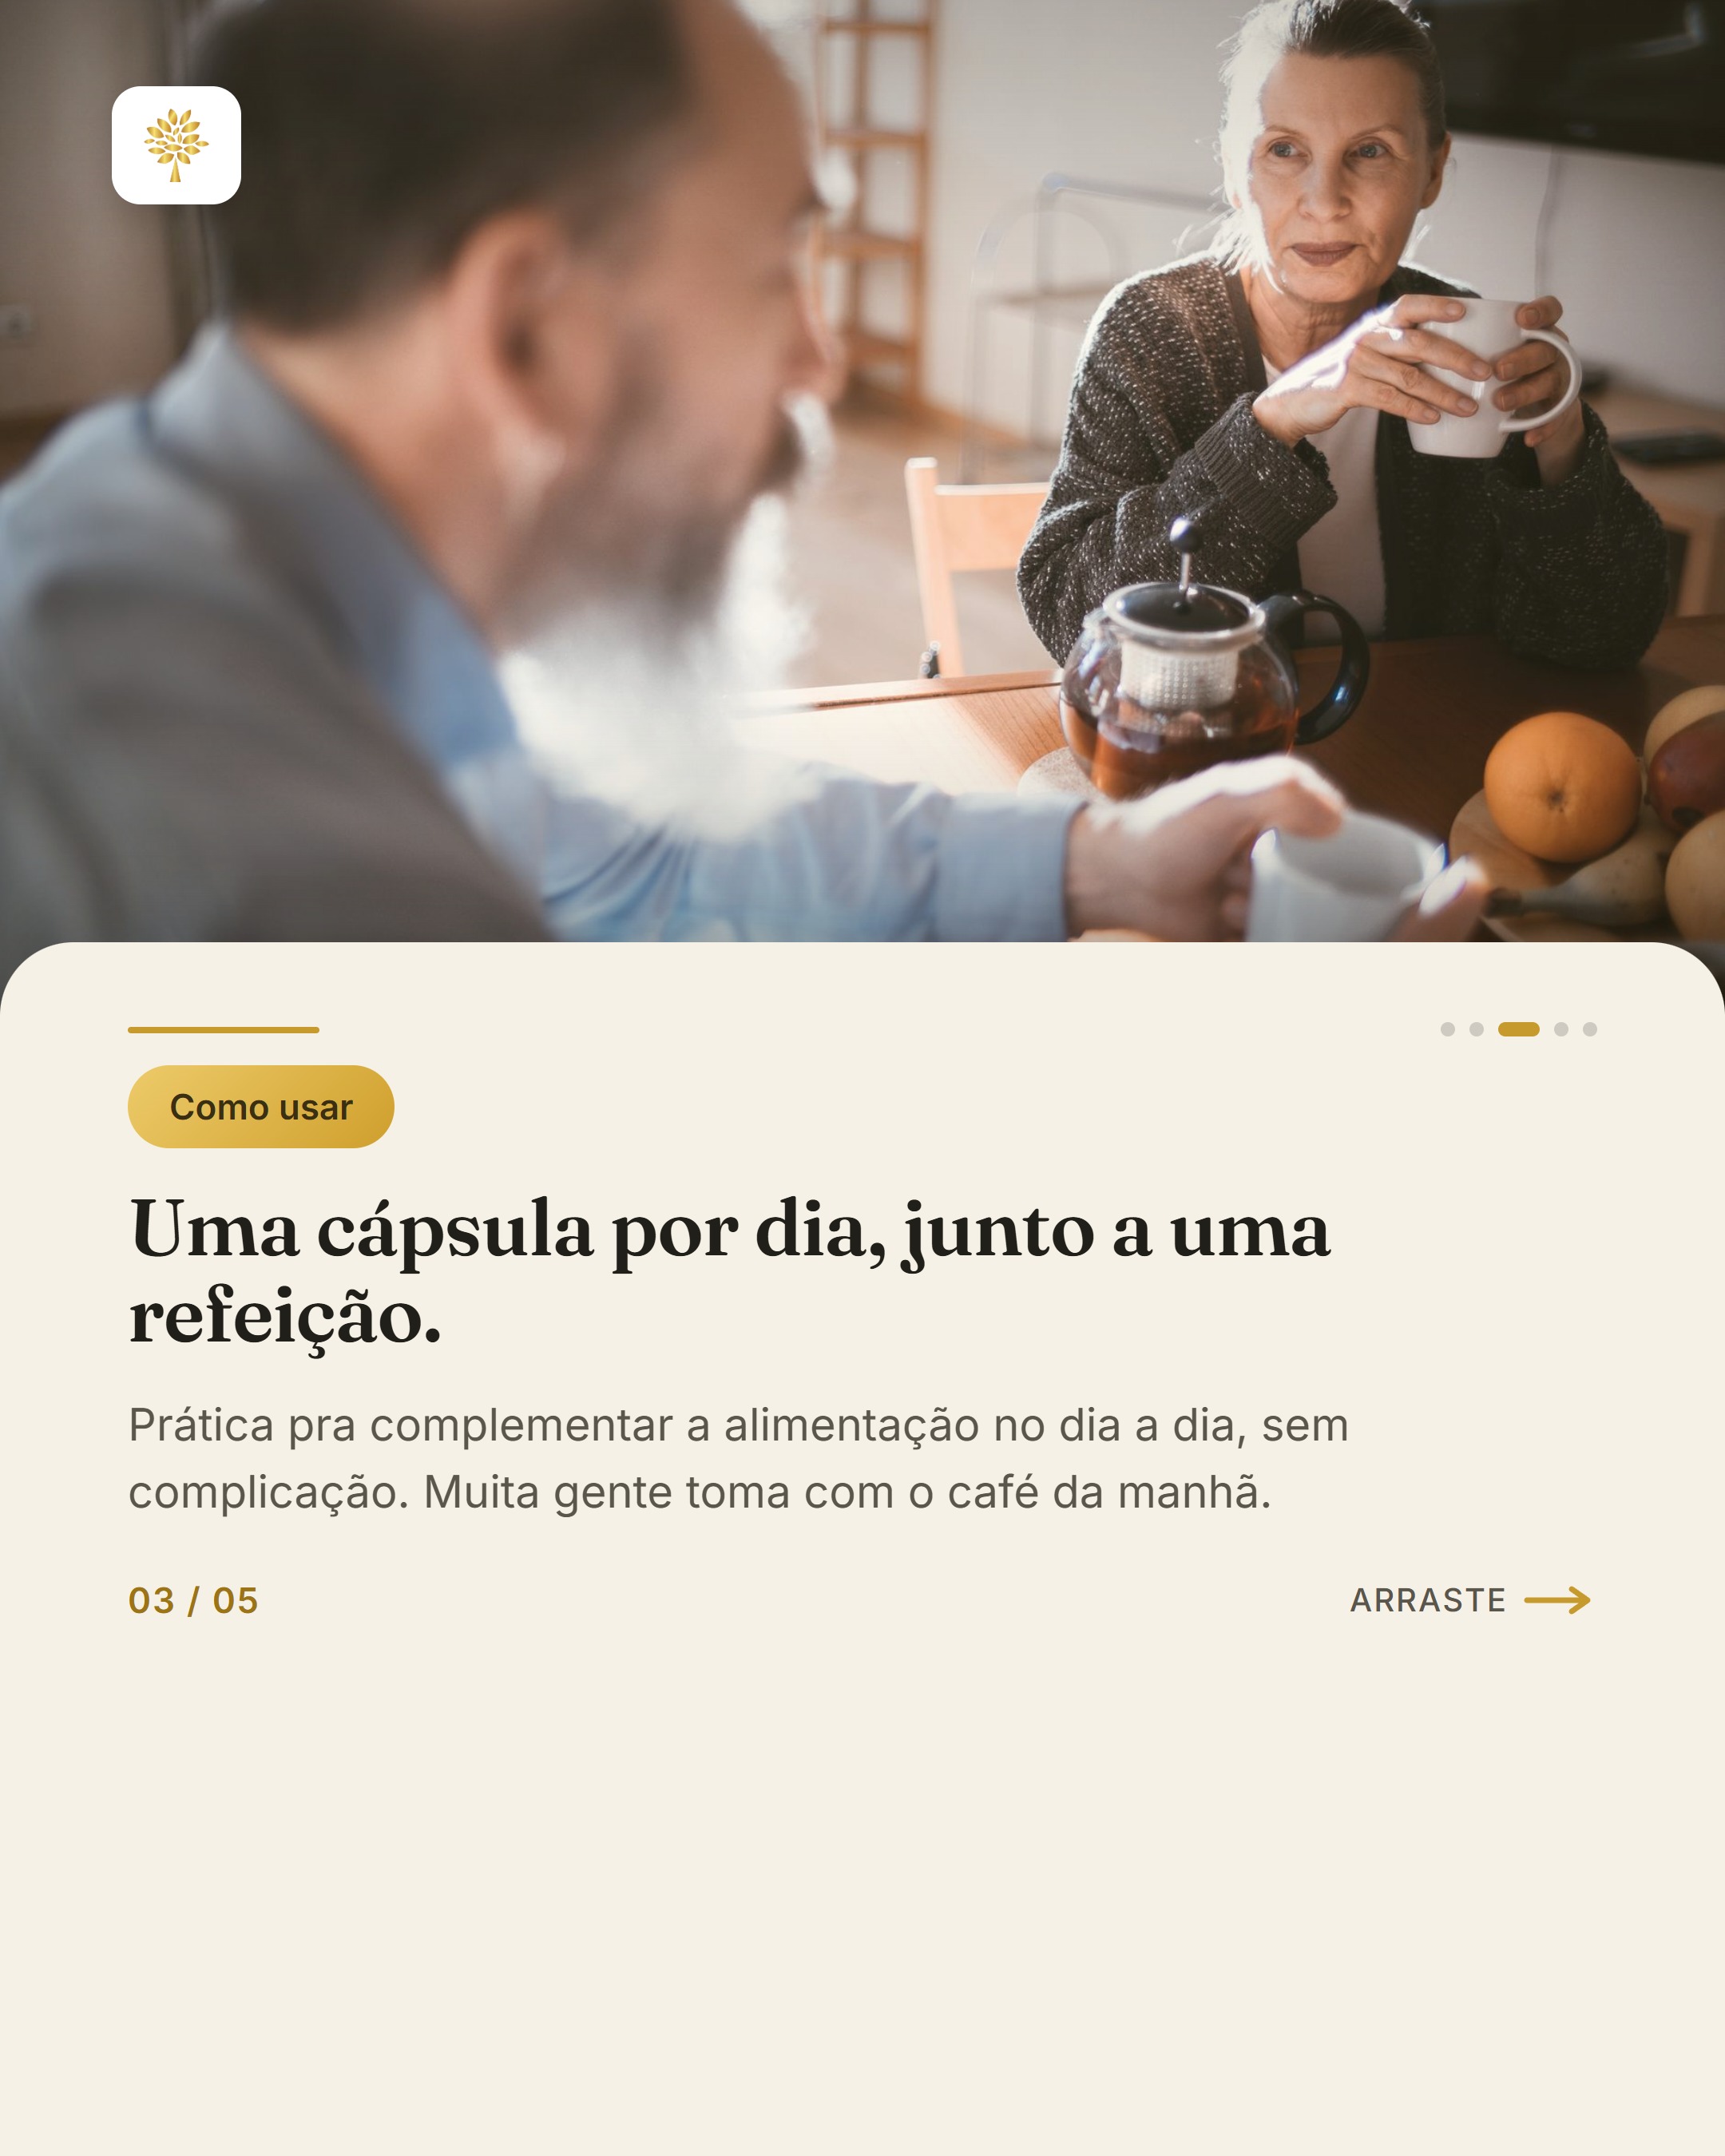 Como usar
Uma cápsula por dia, junto a uma
refeição.
Prática pra complementar a alimentação no dia a dia, sem
complicação. Muita gente toma com o café da manhã.
03 / 05
ARRASTE